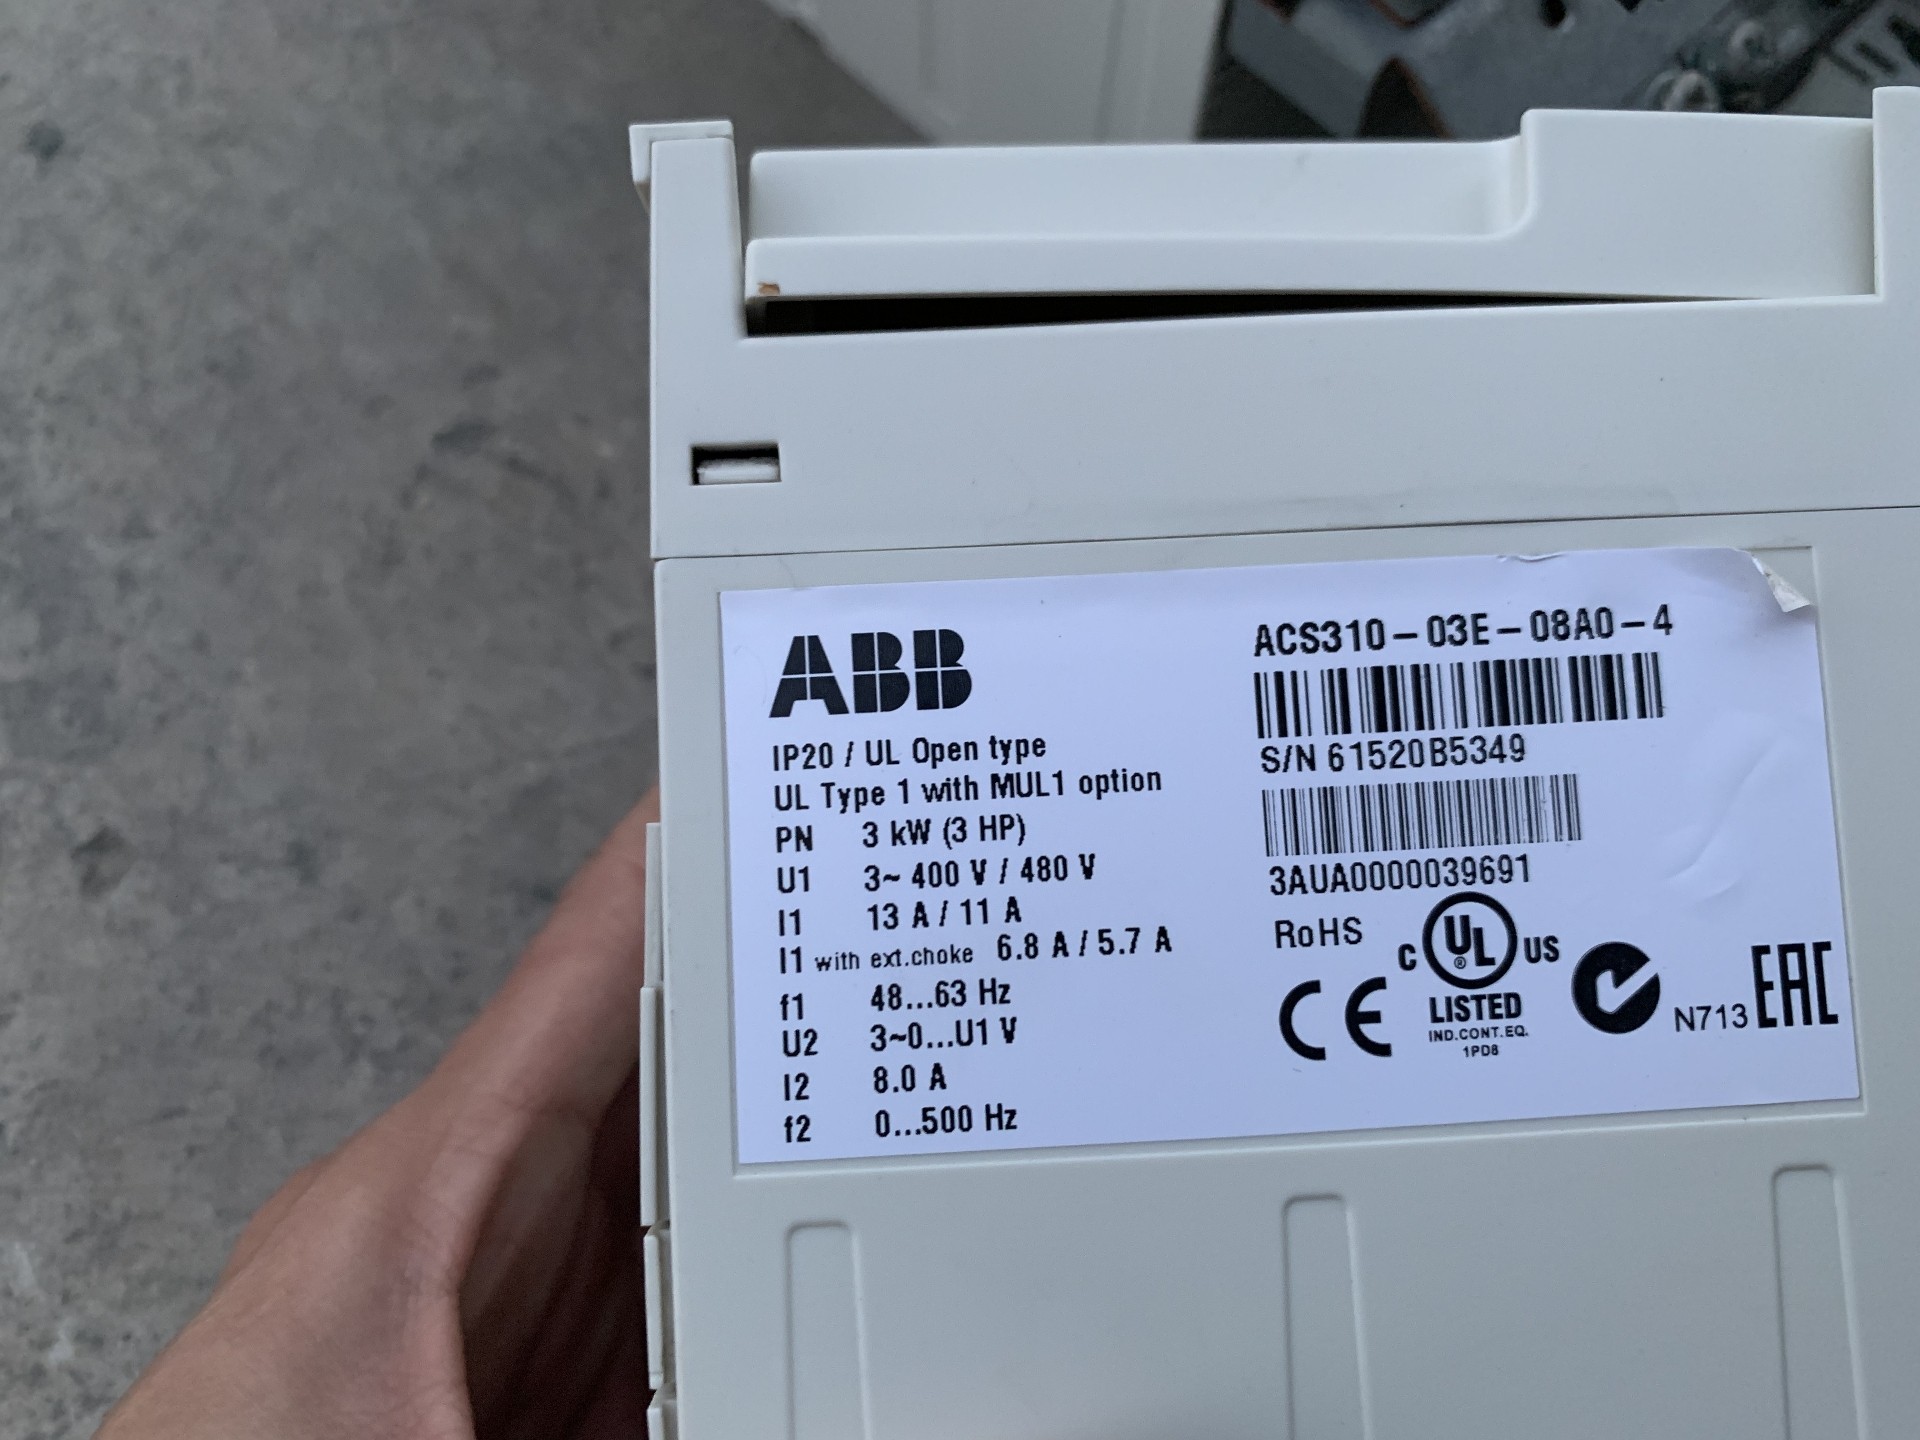 ABB
IP20 / UL Open type
UL Type 1 with MUL1 option
PN 3 kW (3 HP)
U1 3~ 400 V / 480 V
I1 13 A / 11 A
I1 with ext.choke 6.8 A / 5.7 A
f1 48...63 Hz
U2 3~0...U1 V
I2 8.0 A
f2 0...500 Hz
ACS310-03E-08A0-4
S/N 61520B5349
3AUA0000039691
RoHS
C UL ® US
LISTED
IND.CONT.EQ.
1PD8
CE
N713
EAC